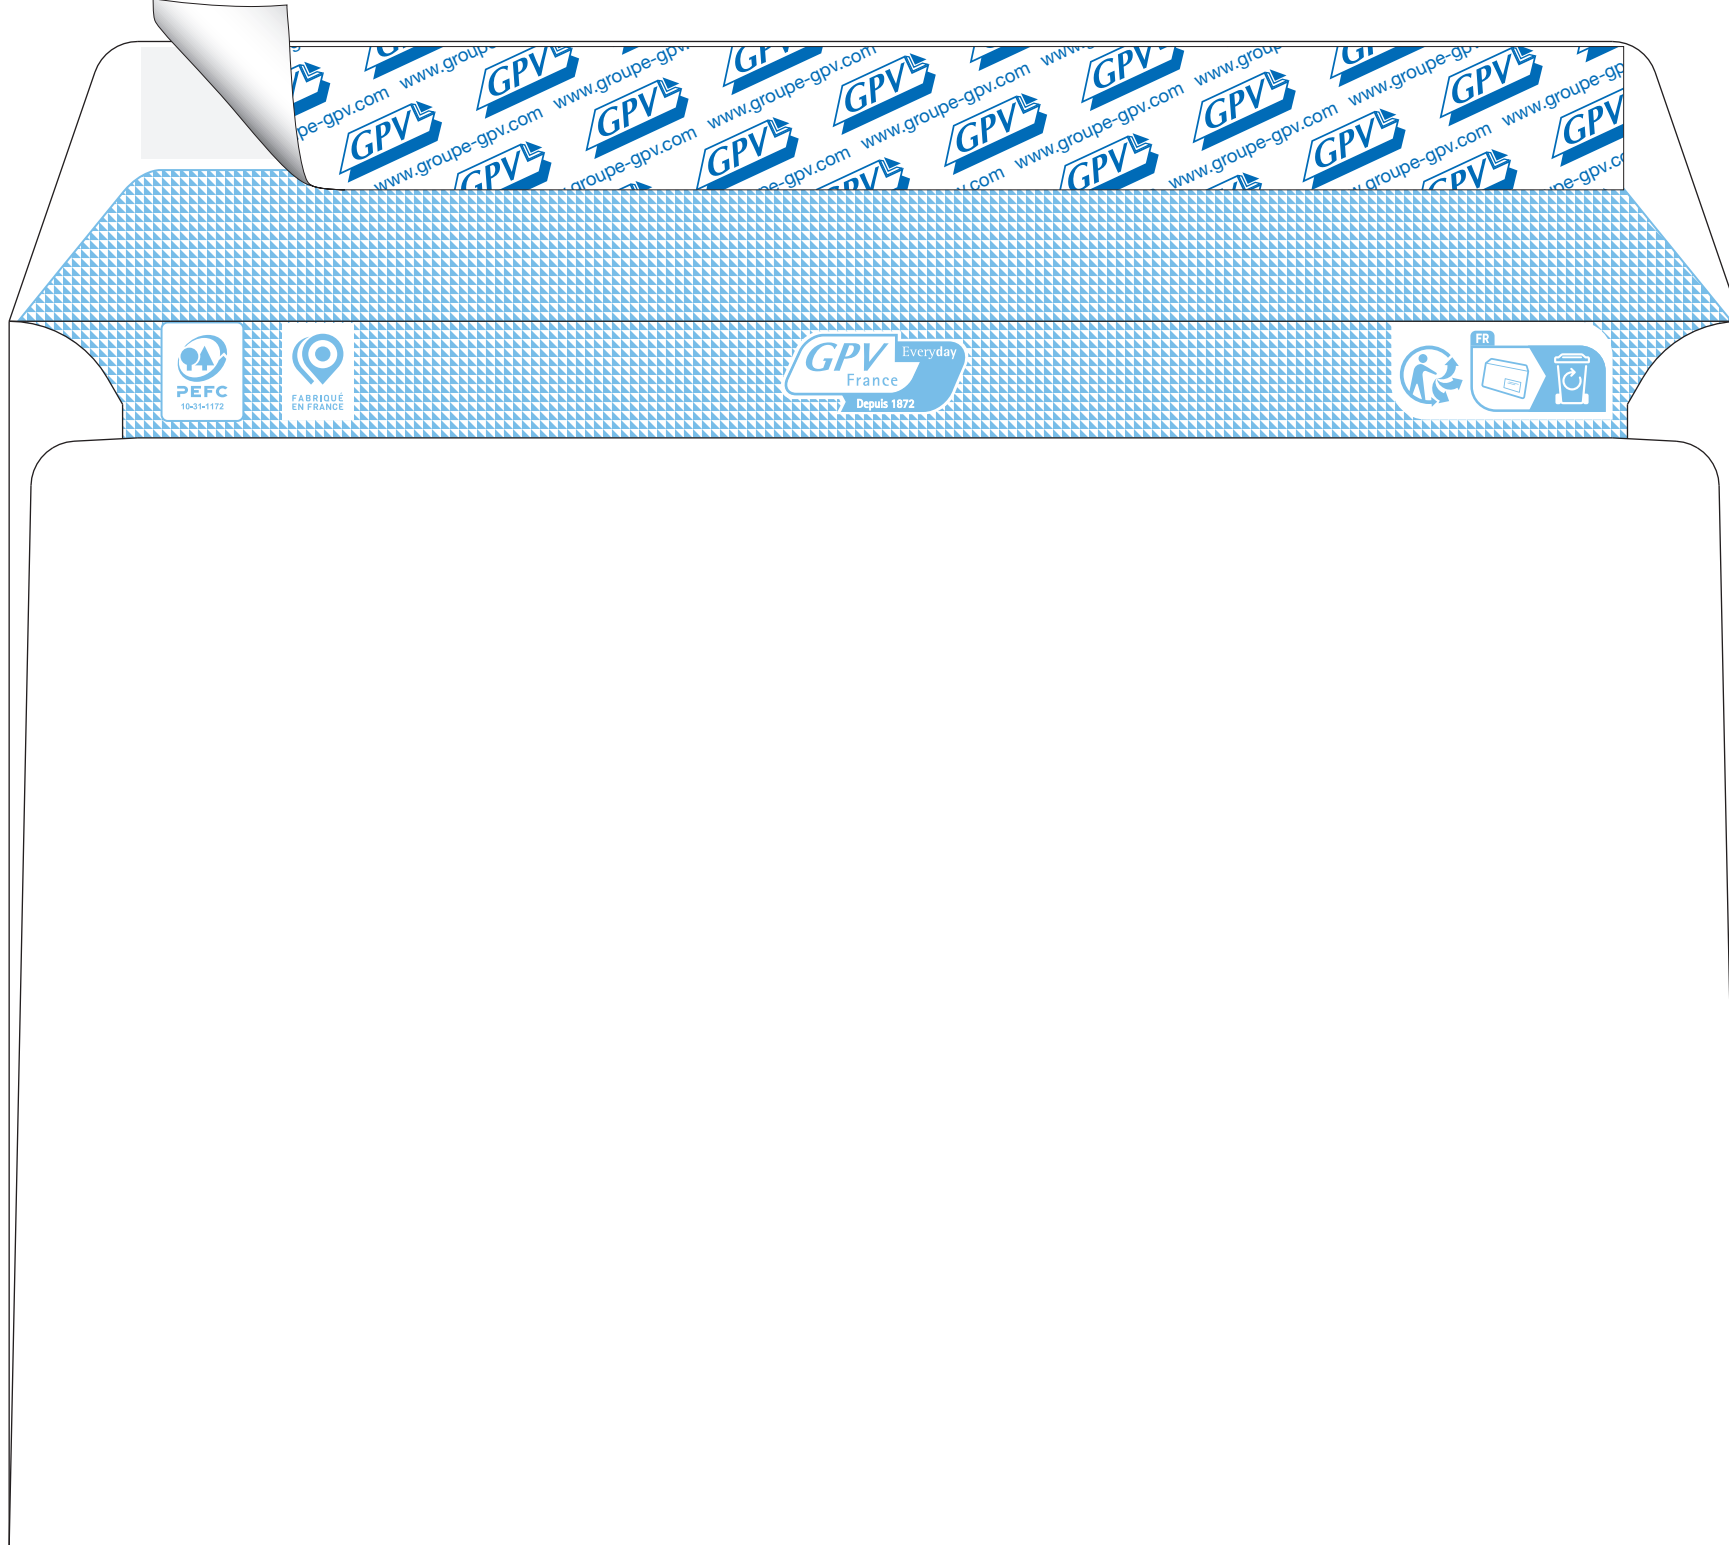 www.groupe-gpv.com
GPV
PEFC
10-31-1172
FABRIQUÉ
EN FRANCE
GPV
Everyday
France
Depuis 1872
FR